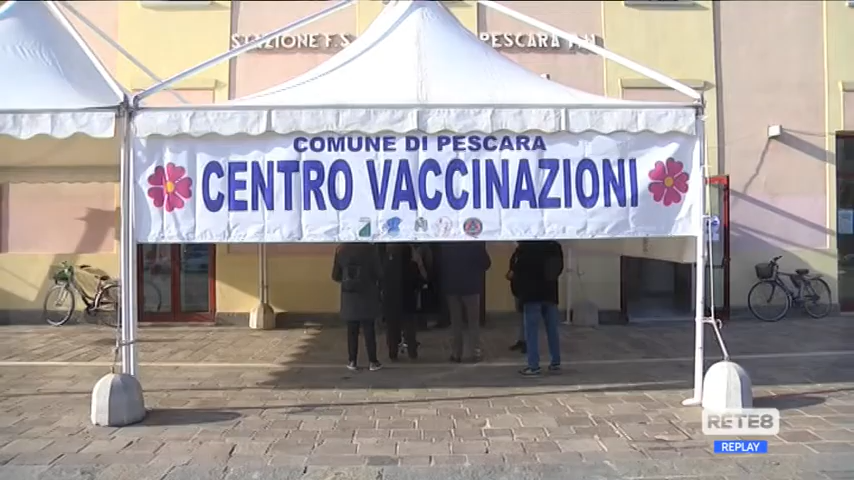 STAZIONE F.S.
PESCARA
COMUNE DI PESCARA
CENTRO VACCINAZIONI
RETE8
REPLAY